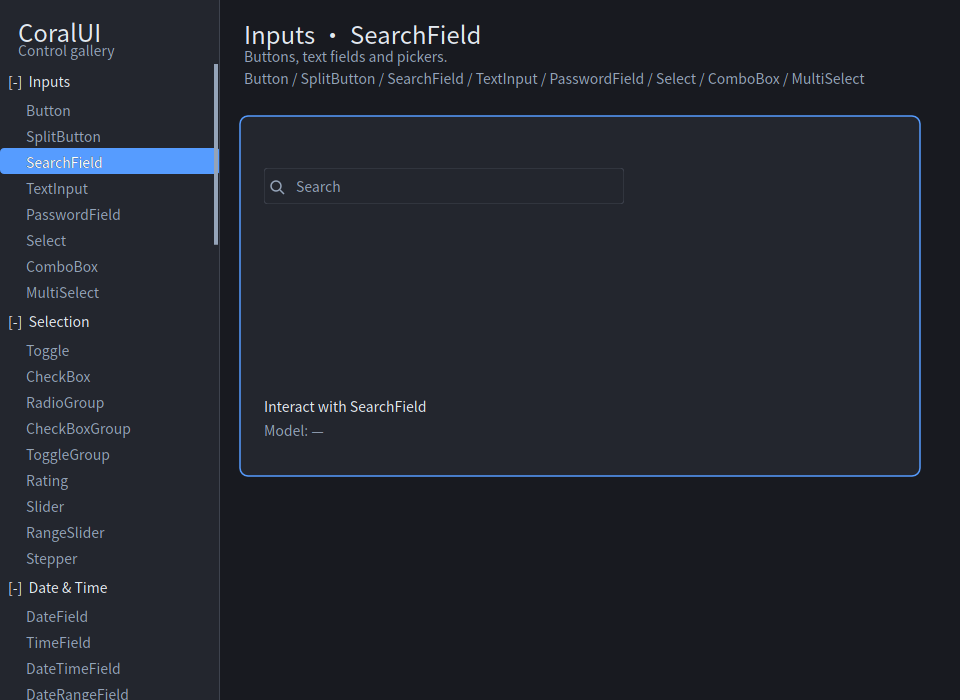 CoralUI
Control gallery
[-] Inputs
Button
SplitButton
SearchField
TextInput
PasswordField
Select
ComboBox
MultiSelect
[-] Selection
Toggle
CheckBox
RadioGroup
CheckBoxGroup
ToggleGroup
Rating
Slider
RangeSlider
Stepper
[-] Date & Time
DateField
TimeField
DateTimeField
DateRangeField
Inputs • SearchField
Buttons, text fields and pickers.
Button / SplitButton / SearchField / TextInput / PasswordField / Select / ComboBox / MultiSelect
Search
Interact with SearchField
Model: —